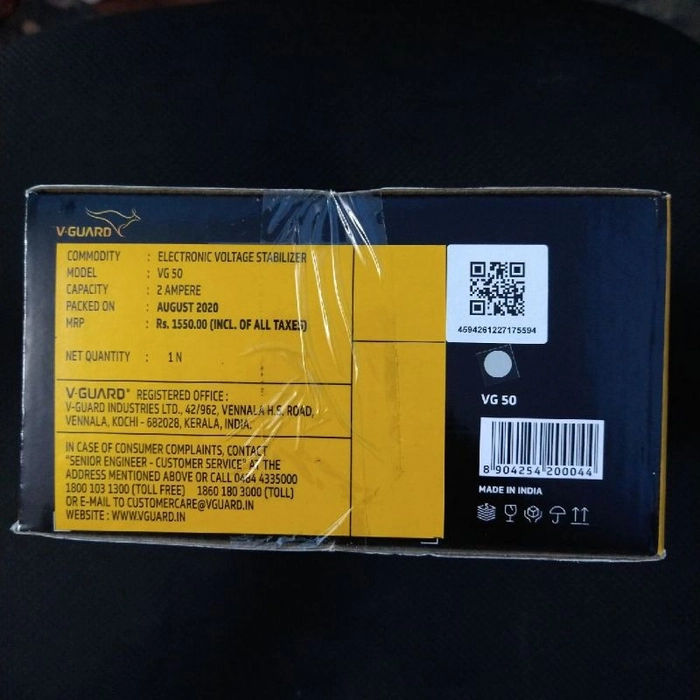 V-GUARD
COMMODITY : ELECTRONIC VOLTAGE STABILIZER
MODEL : VG 50
CAPACITY : 2 AMPERE
PACKED ON : AUGUST 2020
MRP : Rs. 1550.00 (INCL. OF ALL TAXES)
NET QUANTITY : 1 N
V-GUARD® REGISTERED OFFICE :
V-GUARD INDUSTRIES LTD., 42/962, VENNALA H.S. ROAD,
VENNALA, KOCHI - 682028, KERALA, INDIA.
IN CASE OF CONSUMER COMPLAINTS, CONTACT
"SENIOR ENGINEER - CUSTOMER SERVICE" AT THE
ADDRESS MENTIONED ABOVE OR CALL 0484 4335000
1800 103 1300 (TOLL FREE) 1860 180 3000 (TOLL)
OR E-MAIL TO CUSTOMERCARE@VGUARD.IN
WEBSITE : WWW.VGUARD.IN
4594261227175594
VG 50
8 904254 200044
MADE IN INDIA